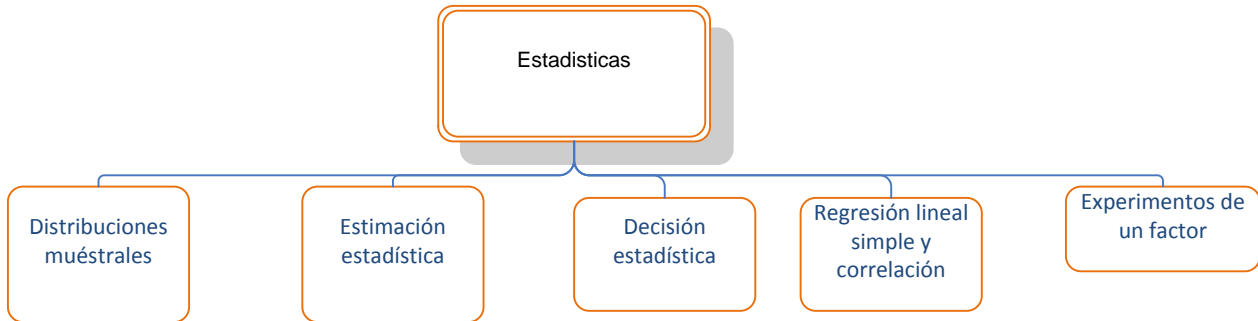 Estadisticas
Distribuciones
muéstrales
Estimación
estadística
Decisión
estadística
Regresión lineal
simple y
correlación
Experimentos de
un factor